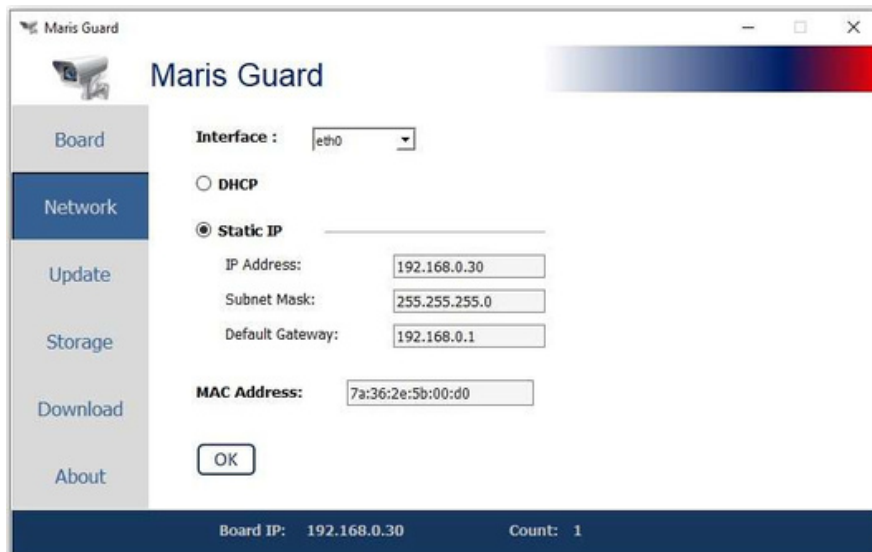 Maris Guard
Maris Guard
Board
Network
Update
Storage
Download
About
Interface : eth0
DHCP
Static IP
IP Address: 192.168.0.30
Subnet Mask: 255.255.255.0
Default Gateway: 192.168.0.1
MAC Address: 7a:36:2e:5b:00:d0
OK
Board IP: 192.168.0.30 Count: 1